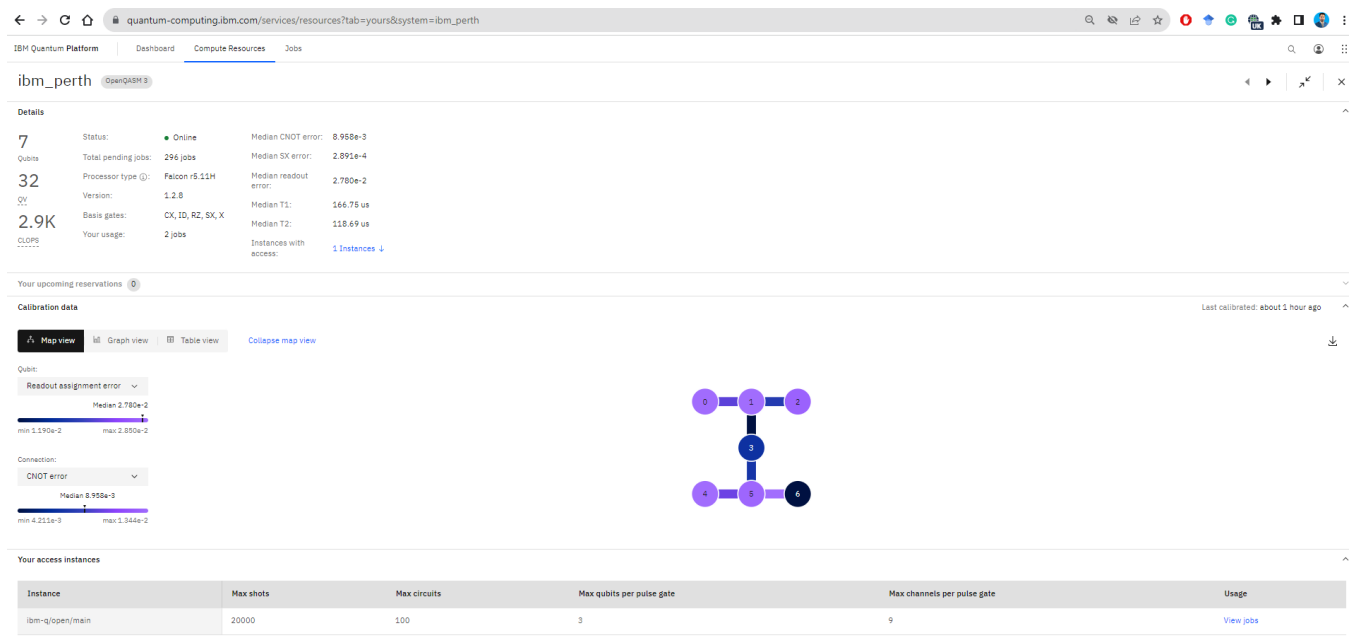 quantum-computing.ibm.com/services/resources?tab=yours&system=ibm_perth
UK
IBM Quantum Platform Dashboard Compute Resources Jobs
ibm_perth OpenQASM 3
Details
7
Qubits
32
QV
2.9K
CLOPS
Status: Online
Total pending jobs: 296 jobs
Processor type: Falcon r5.11H
Version: 1.2.8
Basis gates: CX, ID, RZ, SX, X
Your usage: 2 jobs
Median CNOT error: 8.958e-3
Median SX error: 2.891e-4
Median readout
error: 2.780e-2
Median T1: 166.75 us
Median T2: 118.69 us
Instances with
access: 1 Instances ↓
Your upcoming reservations 0
Calibration data Last calibrated: about 1 hour ago
Map view Graph view Table view Collapse map view
Qubit:
Readout assignment error
Median 2.780e-2
min 1.190e-2 max 2.850e-2
Connection:
CNOT error
Median 8.958e-3
min 4.211e-3 max 1.344e-2
0 1 2
3
4 5 6
Your access instances
Instance Max shots Max circuits Max qubits per pulse gate Max channels per pulse gate Usage
ibm-q/open/main 20000 100 3 9 View jobs